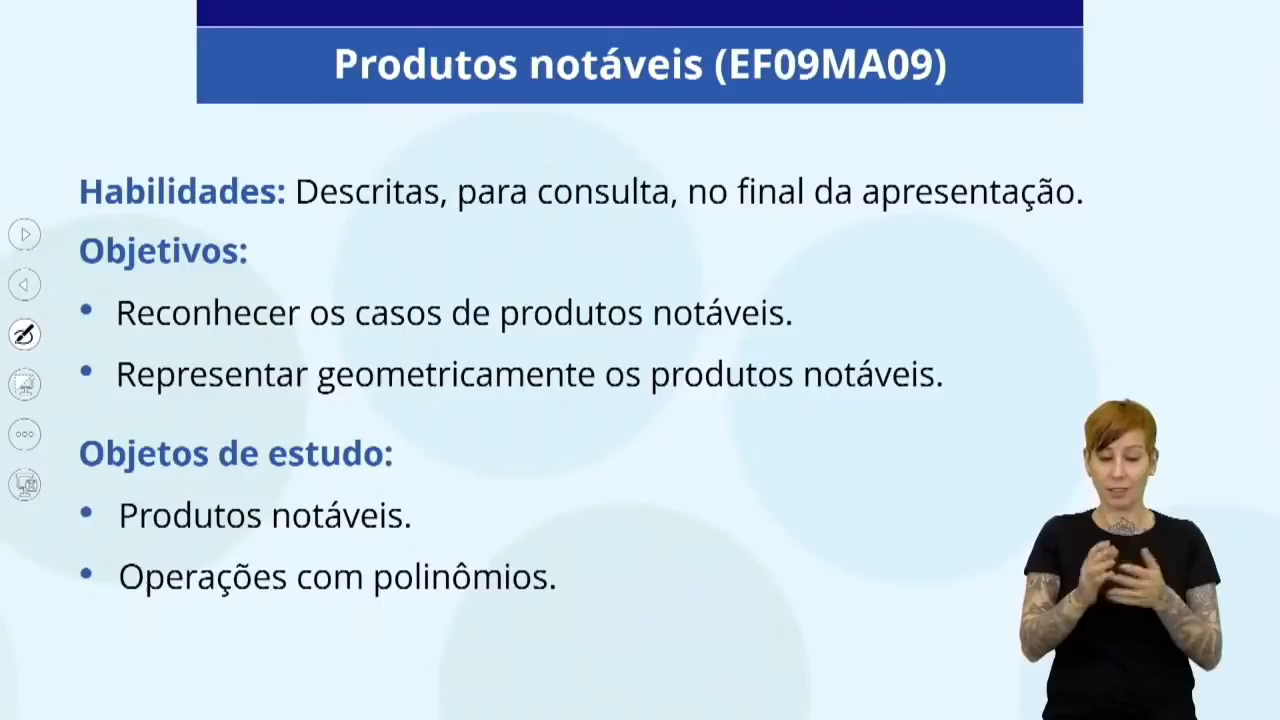 Produtos notáveis (EF09MA09)
Habilidades: Descritas, para consulta, no final da apresentação.
Objetivos:
• Reconhecer os casos de produtos notáveis.
• Representar geometricamente os produtos notáveis.
Objetos de estudo:
• Produtos notáveis.
• Operações com polinômios.